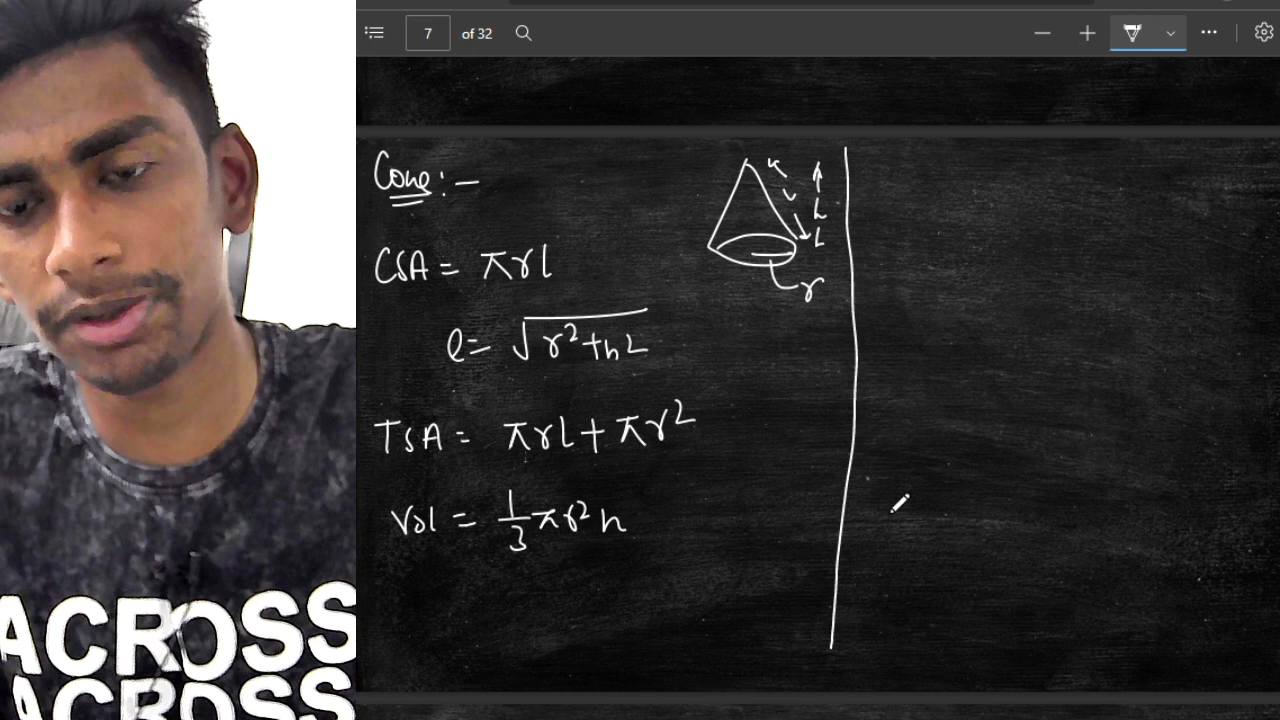 7 of 32
Cone:-
CSA = πrl
l = √r²+h²
TSA = πrl + πr²
Vol = 1/3 πr²h
l
h
r
ACROSS
ACROSS